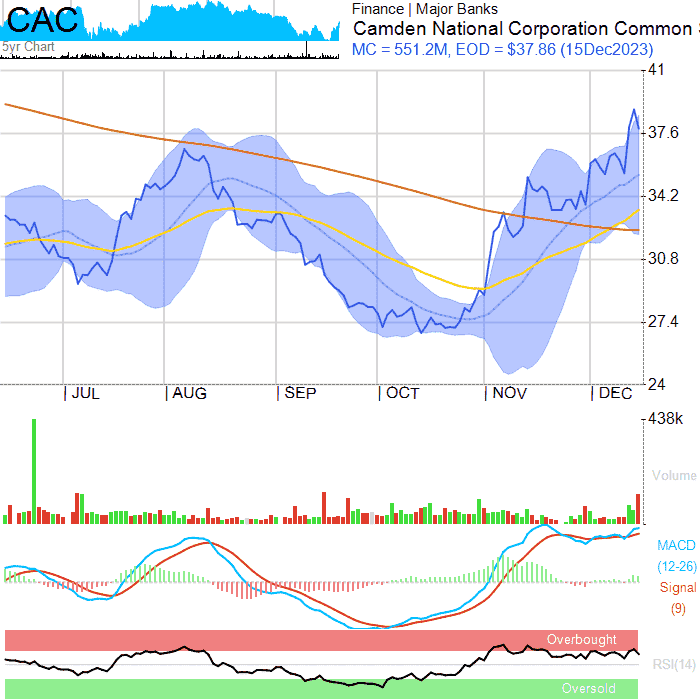 CAC
5yr Chart
Finance | Major Banks
Camden National Corporation Common
MC = 551.2M, EOD = $37.86 (15Dec2023)
41
37.6
34.2
30.8
27.4
24
JUL
AUG
SEP
OCT
NOV
DEC
438k
Volume
MACD
(12-26)
Signal
(9)
Overbought
RSI(14)
Oversold